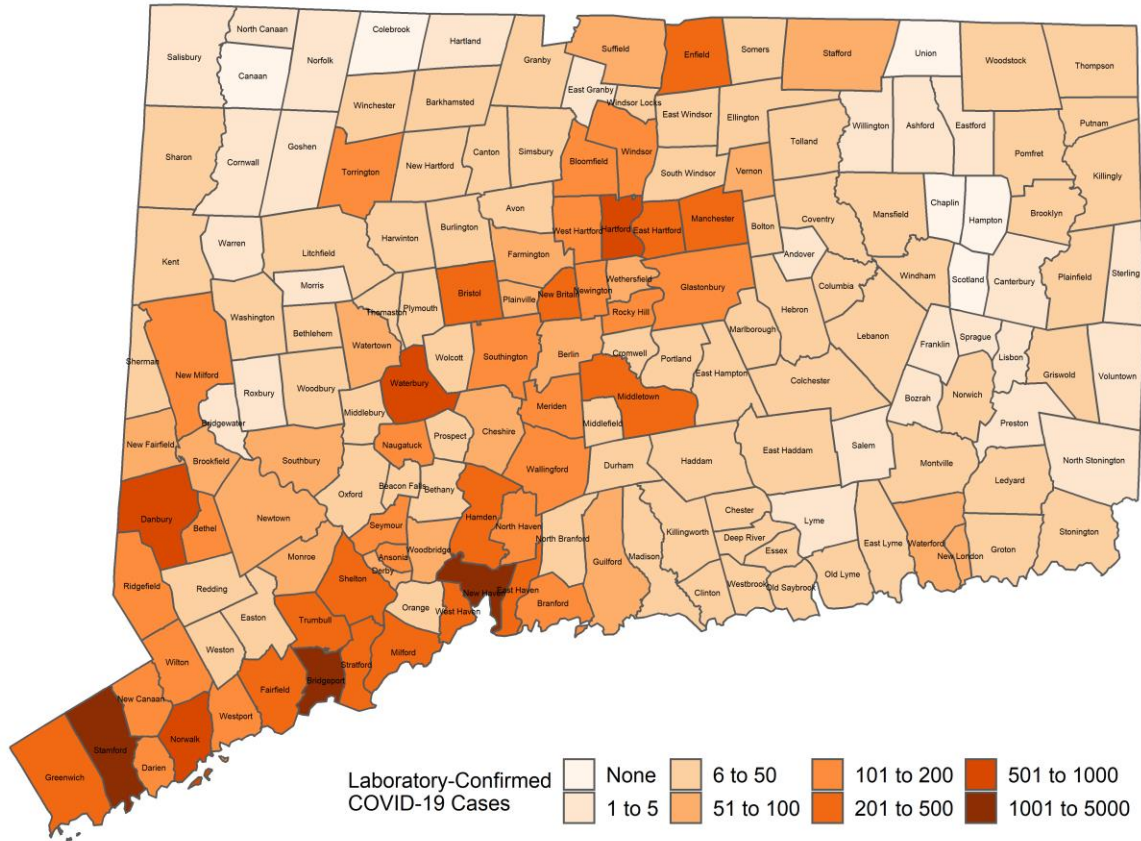 North Canaan
Colebrook
Hartland
Salisbury
Norfolk
Canaan
Granby
Suffield
Enfield
Somers
Stafford
Union
Woodstock
Thompson
East Granby
Windsor Locks
Winchester
Barkhamsted
East Windsor
Ellington
Willington
Ashford
Eastford
Putnam
Sharon
Cornwall
Goshen
Torrington
New Hartford
Canton
Simsbury
Bloomfield
Windsor
South Windsor
Tolland
Pomfret
Killingly
Vernon
Avon
Chaplin
Hampton
Brooklyn
Mansfield
Kent
Warren
Litchfield
Harwinton
Burlington
West Hartford
Hartford
East Hartford
Manchester
Bolton
Coventry
Farmington
Andover
Windham
Scotland
Canterbury
Plainfield
Sterling
Morris
Bristol
Plainville
New Britain
Newington
Wethersfield
Glastonbury
Columbia
Hebron
Washington
Bethlehem
Thomaston
Plymouth
Rocky Hill
Marlborough
Lebanon
Franklin
Sprague
Lisbon
Griswold
Voluntown
Sherman
New Milford
Watertown
Wolcott
Southington
Berlin
Cromwell
Portland
East Hampton
Colchester
Roxbury
Woodbury
Waterbury
Bozrah
Norwich
Preston
Bridgewater
Middlebury
Meriden
Middletown
Middlefield
New Fairfield
Brookfield
Southbury
Naugatuck
Prospect
Cheshire
Salem
Montville
North Stonington
Wallingford
Durham
Haddam
East Haddam
Oxford
Beacon Falls
Bethany
Ledyard
Danbury
Bethel
Newtown
Seymour
Hamden
North Haven
North Branford
Chester
Lyme
Killingworth
Deep River
Waterford
New London
Groton
Stonington
Woodbridge
Monroe
Ansonia
Derby
Guilford
Madison
Essex
East Lyme
Ridgefield
Redding
Shelton
New Haven
East Haven
Branford
Clinton
Westbrook
Old Saybrook
Old Lyme
Orange
West Haven
Easton
Trumbull
Weston
Wilton
Stratford
Milford
Fairfield
Bridgeport
New Canaan
Westport
Norwalk
Stamford
Darien
Greenwich
Laboratory-Confirmed
COVID-19 Cases
None
1 to 5
6 to 50
51 to 100
101 to 200
201 to 500
501 to 1000
1001 to 5000